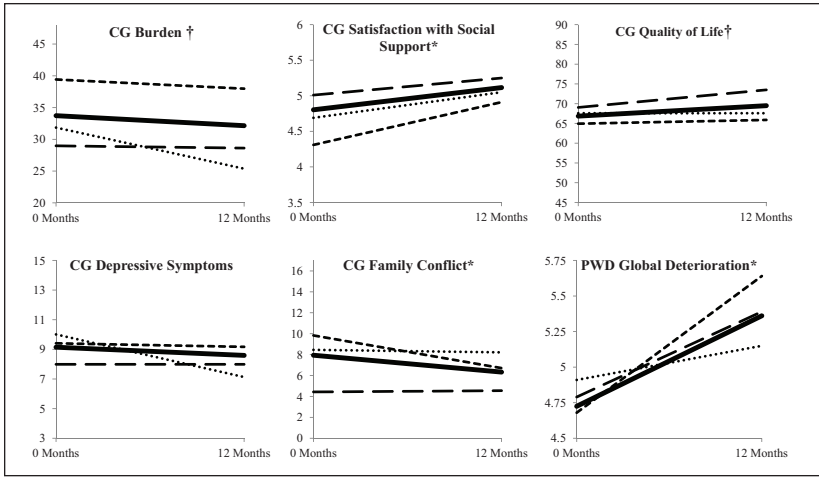 CG Burden †
45
40
35
30
25
20
0 Months
12 Months
CG Satisfaction with Social
Support*
6
5.5
5
4.5
4
3.5
0 Months
12 Months
CG Quality of Life†
90
85
80
75
70
65
60
55
50
45
0 Months
12 Months
CG Depressive Symptoms
15
13
11
9
7
5
3
0 Months
12 Months
CG Family Conflict*
16
14
12
10
8
6
4
2
0
0 Months
12 Months
PWD Global Deterioration*
5.75
5.5
5.25
5
4.75
4.5
0 Months
12 Months